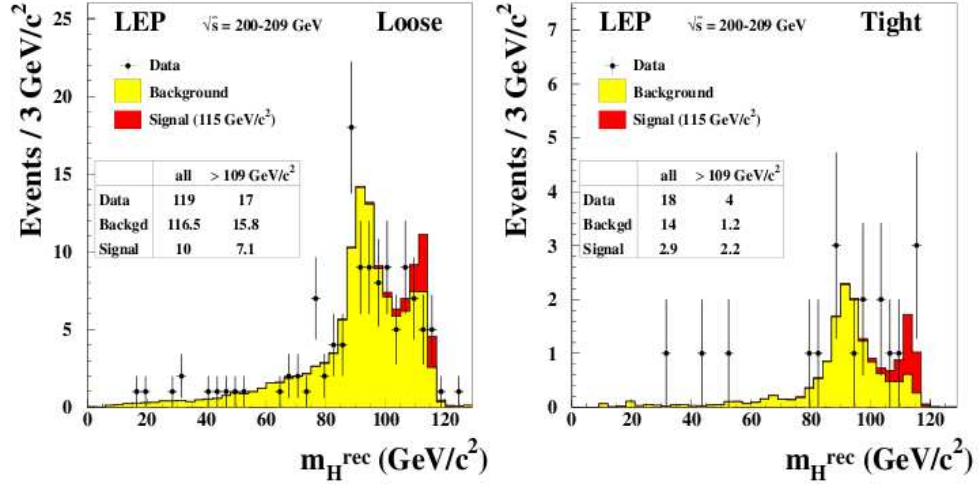 LEP √s = 200-209 GeV Loose
Data
Background
Signal (115 GeV/c²)
all > 109 GeV/c²
Data 119 17
Backgd 116.5 15.8
Signal 10 7.1
Events / 3 GeV/c²
25
20
15
10
5
0
0 20 40 60 80 100 120
m_H^rec (GeV/c²)
LEP √s = 200-209 GeV Tight
Data
Background
Signal (115 GeV/c²)
all > 109 GeV/c²
Data 18 4
Backgd 14 1.2
Signal 2.9 2.2
Events / 3 GeV/c²
7
6
5
4
3
2
1
0
0 20 40 60 80 100 120
m_H^rec (GeV/c²)